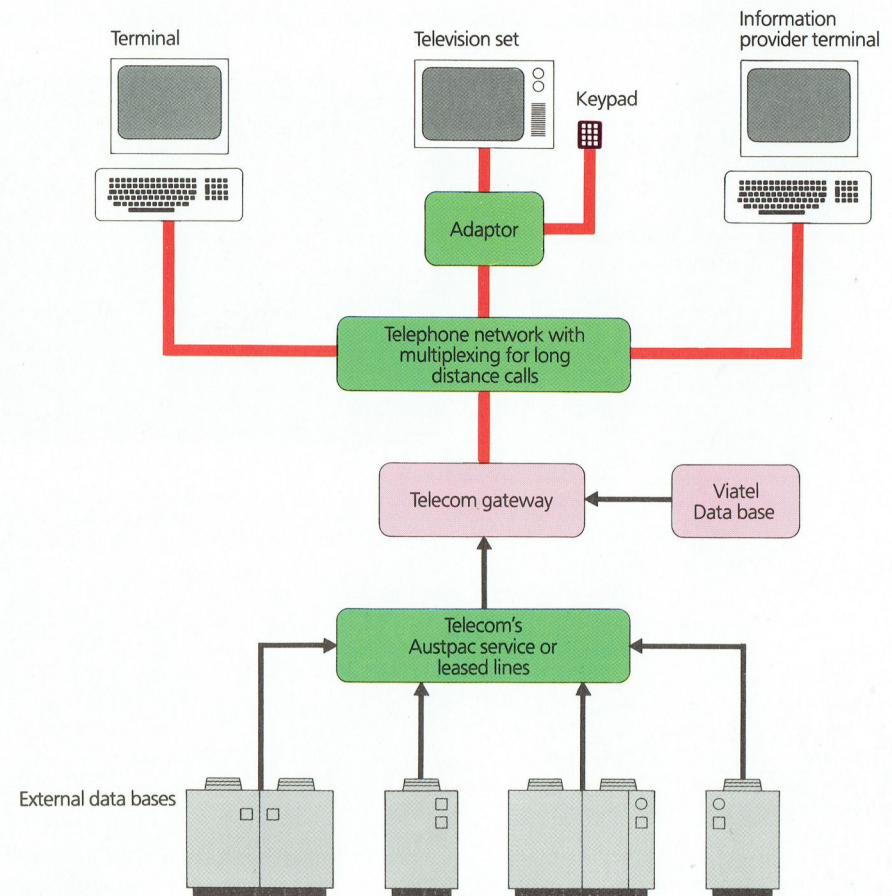 Terminal
Television set
Information
provider terminal
Keypad
Adaptor
Telephone network with
multiplexing for long
distance calls
Telecom gateway
Viatel
Data base
Telecom's
Austpac service or
leased lines
External data bases